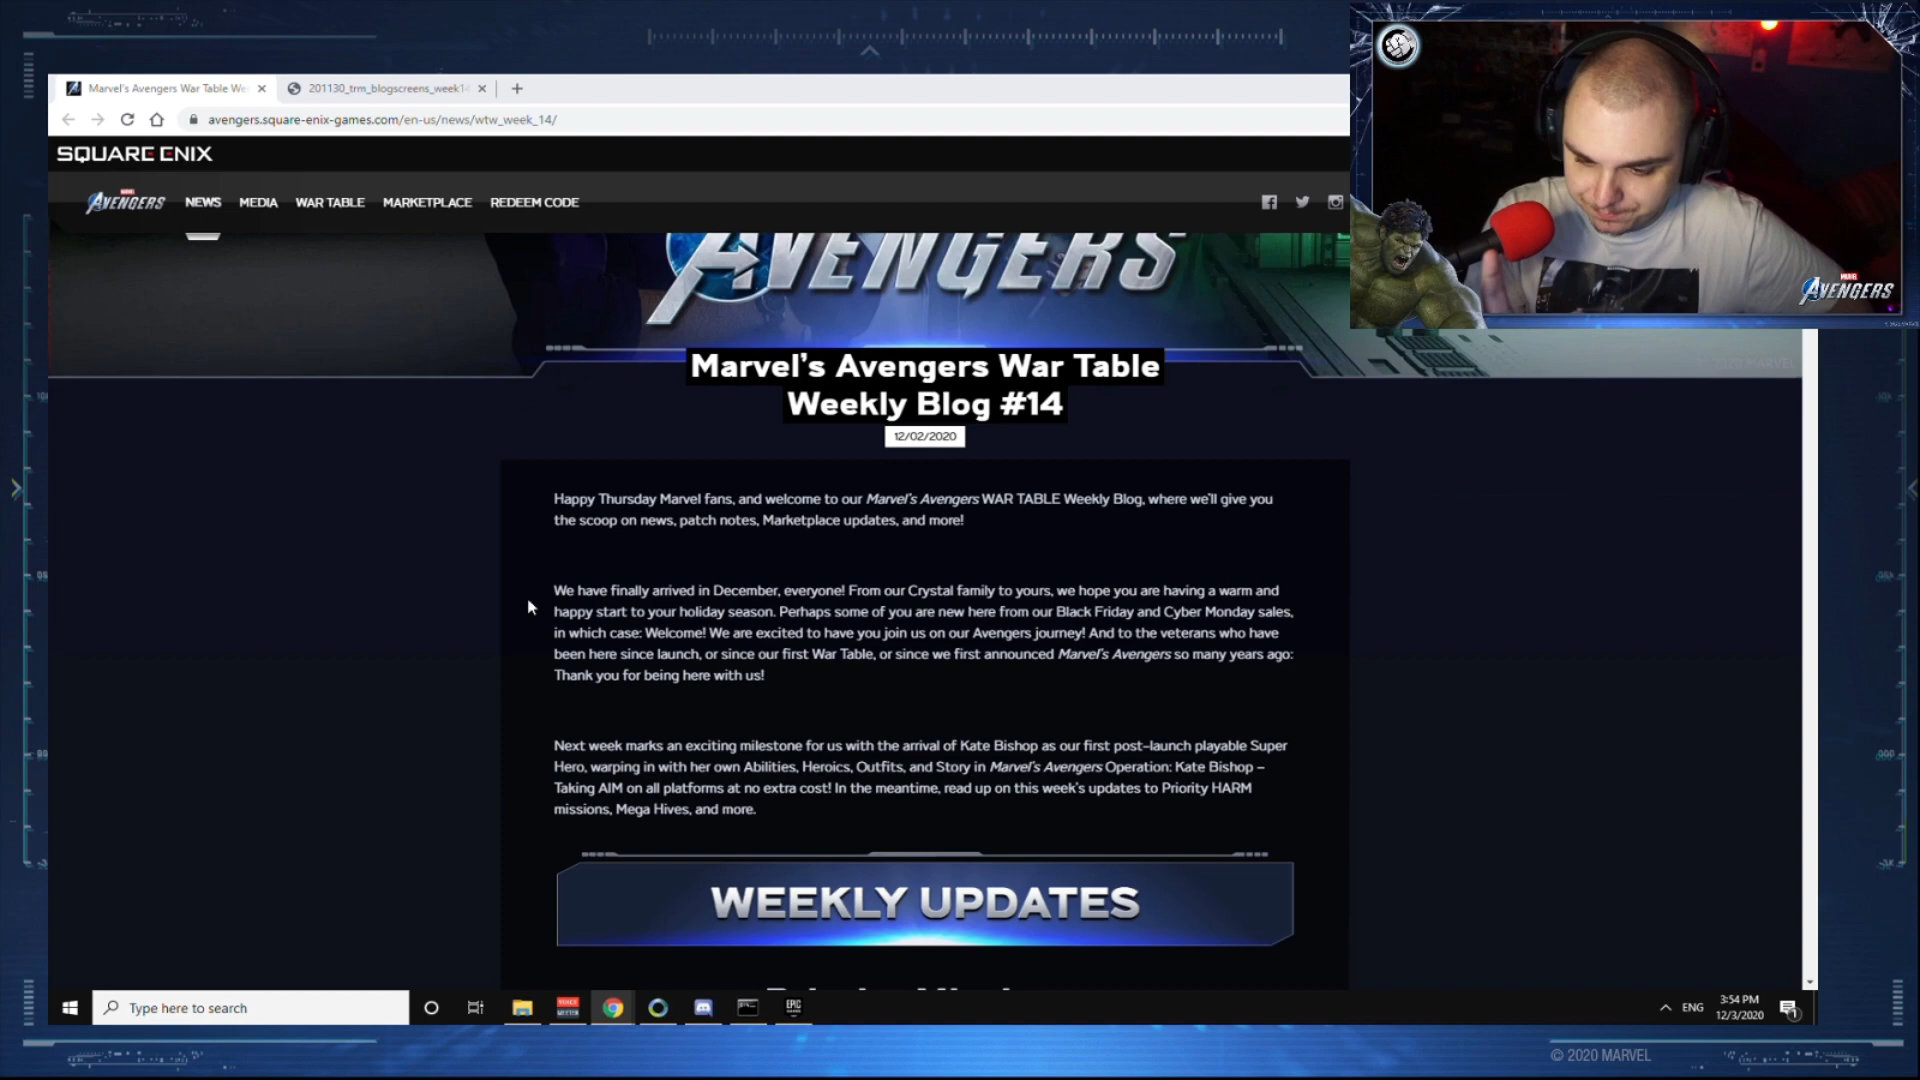 Marvel's Avengers War Table We
201130_trm_blogscreens_week1
avengers.square-enix-games.com/en-us/news/wtw_week_14/
SQUARE ENIX
MARVEL
AVENGERS
NEWS
MEDIA
WAR TABLE
MARKETPLACE
REDEEM CODE
AVENGERS
MARVEL
AVENGERS
Marvel's Avengers War Table
Weekly Blog #14
12/02/2020
Happy Thursday Marvel fans, and welcome to our Marvel's Avengers WAR TABLE Weekly Blog, where we'll give you
the scoop on news, patch notes, Marketplace updates, and more!
We have finally arrived in December, everyone! From our Crystal family to yours, we hope you are having a warm and
happy start to your holiday season. Perhaps some of you are new here from our Black Friday and Cyber Monday sales,
in which case: Welcome! We are excited to have you join us on our Avengers journey! And to the veterans who have
been here since launch, or since our first War Table, or since we first announced Marvel's Avengers so many years ago:
Thank you for being here with us!
Next week marks an exciting milestone for us with the arrival of Kate Bishop as our first post-launch playable Super
Hero, warping in with her own Abilities, Heroics, Outfits, and Story in Marvel's Avengers Operation: Kate Bishop –
Taking AIM on all platforms at no extra cost! In the meantime, read up on this week's updates to Priority HARM
missions, Mega Hives, and more.
WEEKLY UPDATES
Type here to search
EPIC
GAMES
ENG
3:54 PM
12/3/2020
1
© 2020 MARVEL